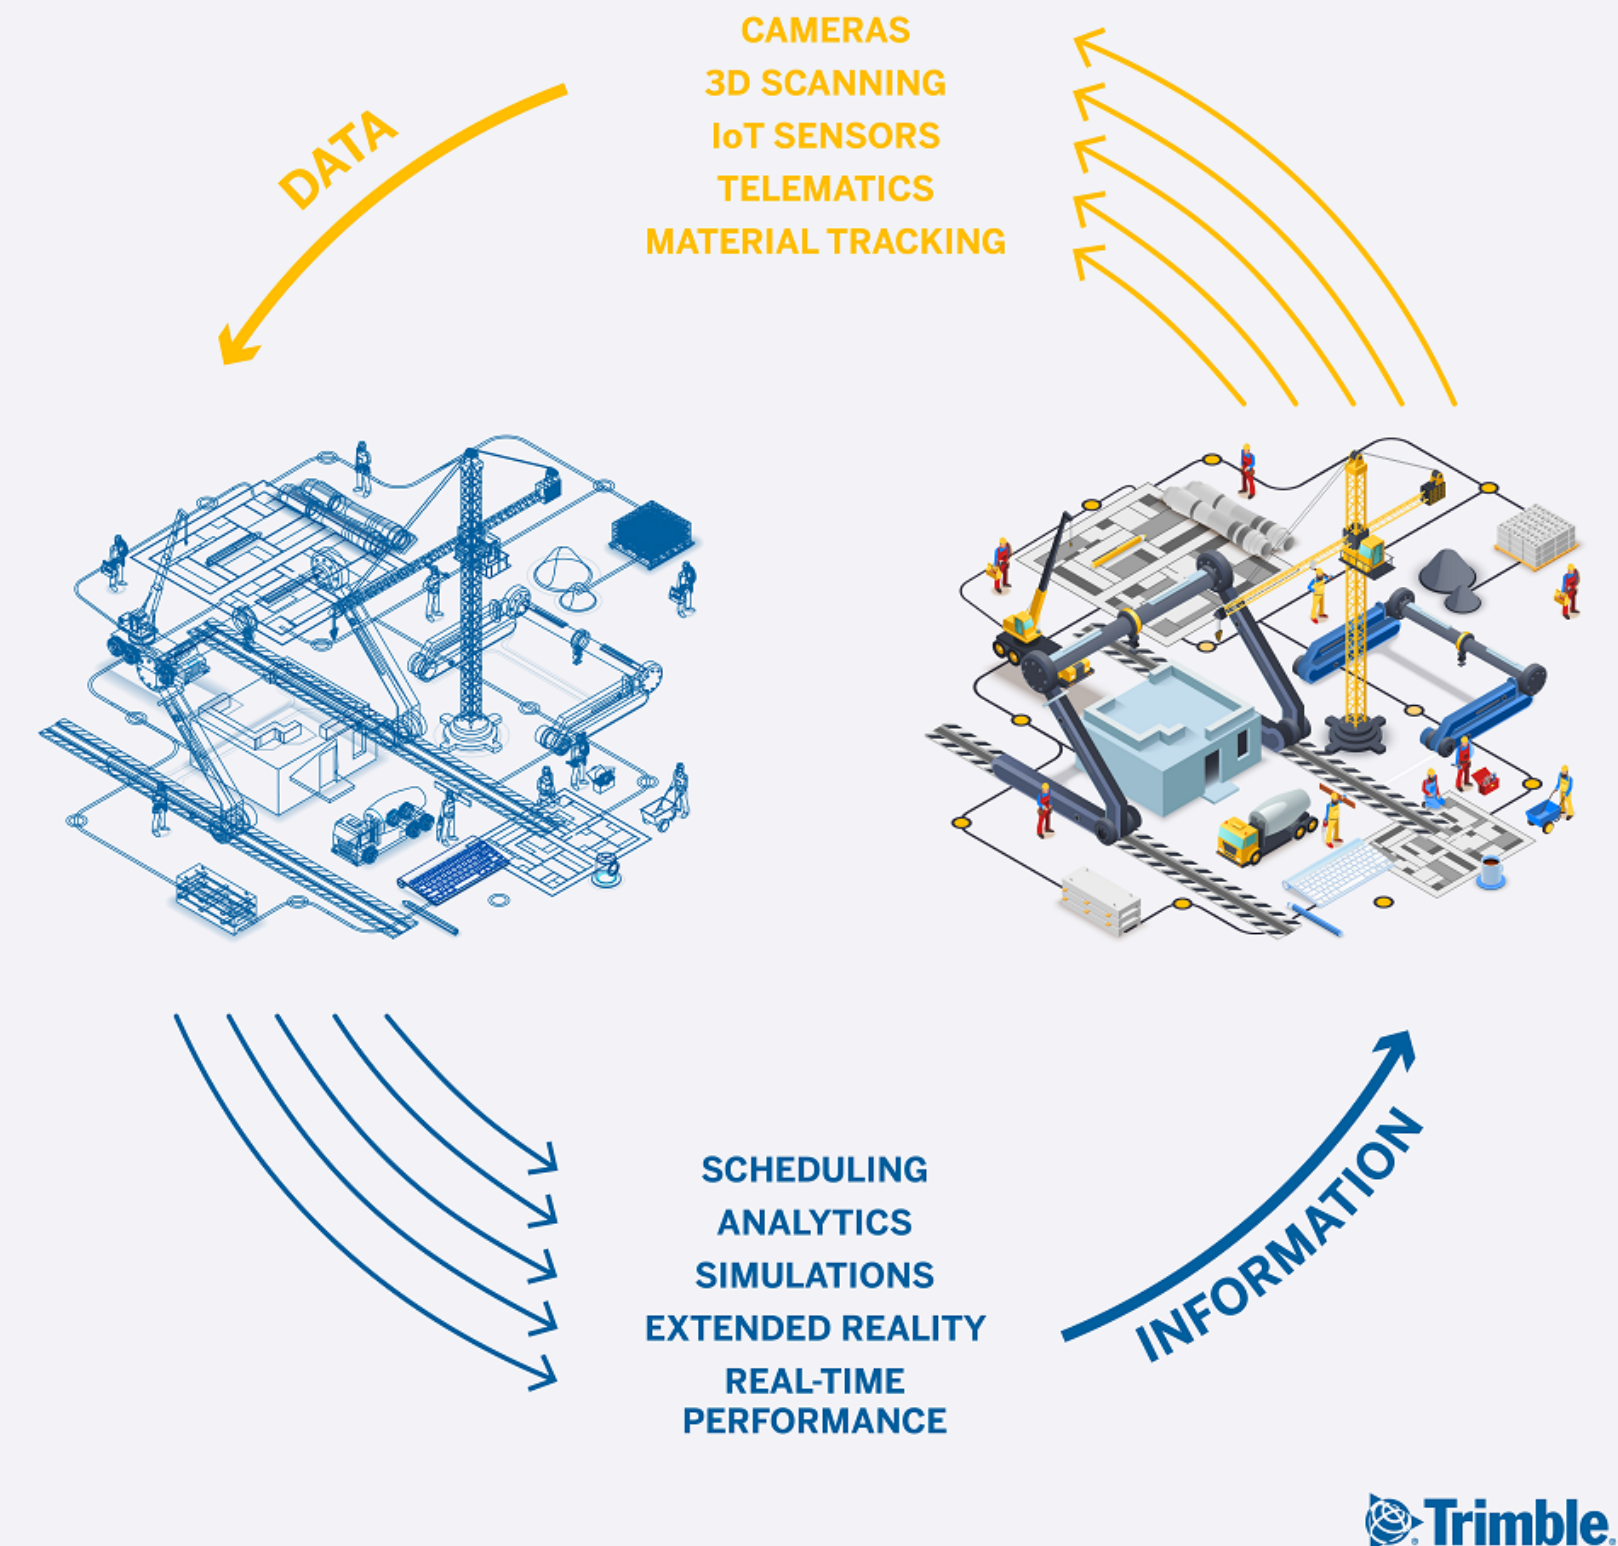 CAMERAS
3D SCANNING
IoT SENSORS
TELEMATICS
MATERIAL TRACKING
DATA
SCHEDULING
ANALYTICS
SIMULATIONS
EXTENDED REALITY
REAL-TIME
PERFORMANCE
INFORMATION
Trimble